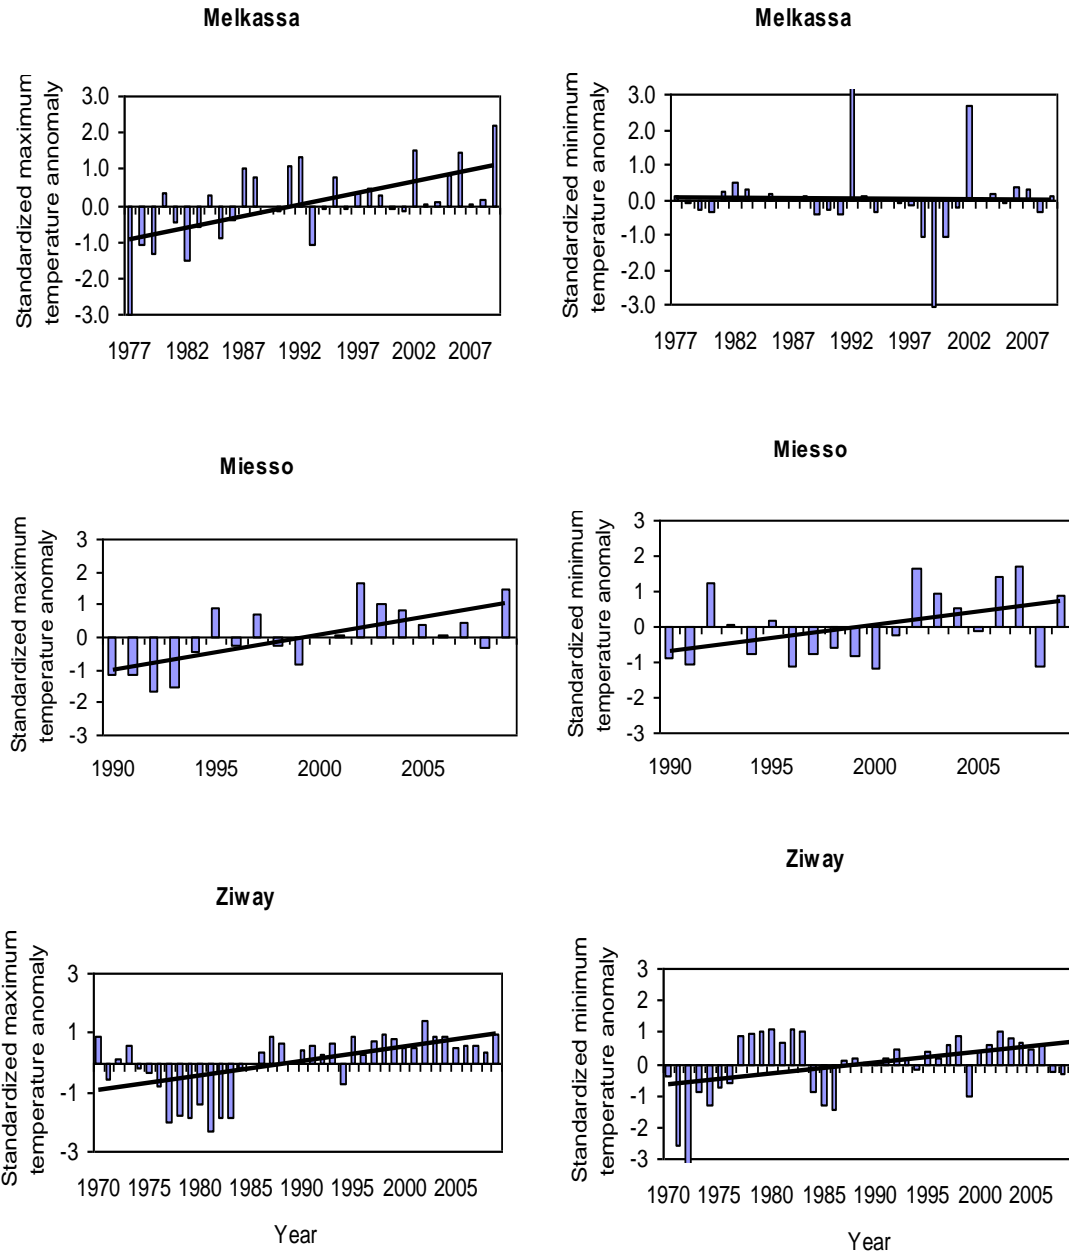 Melkassa
Standardized maximum
temperature annomaly
3.0
2.0
1.0
0.0
-1.0
-2.0
-3.0
1977 1982 1987 1992 1997 2002 2007
Melkassa
Standardized minimum
temperature anomaly
3.0
2.0
1.0
0.0
-1.0
-2.0
-3.0
1977 1982 1987 1992 1997 2002 2007
Miesso
Standardized maximum
temperature anomaly
3
2
1
0
-1
-2
-3
1990 1995 2000 2005
Miesso
Standardized minimum
temperature anomaly
3
2
1
0
-1
-2
-3
1990 1995 2000 2005
Ziway
Standardized maximum
temperature anomaly
3
1
-1
-3
1970 1975 1980 1985 1990 1995 2000 2005
Year
Ziway
Standardized minimum
temperature anomaly
3
2
1
0
-1
-2
-3
1970 1975 1980 1985 1990 1995 2000 2005
Year